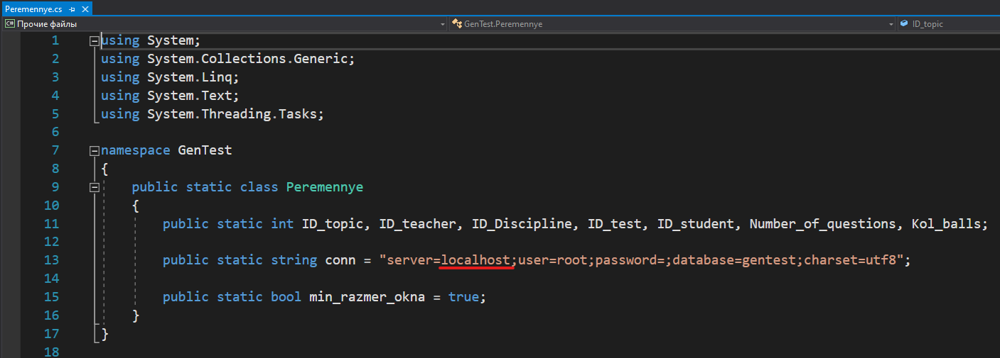 Peremennye.cs
C# Прочие файлы GenTest.Peremennye ID_topic
1 using System;
2 using System.Collections.Generic;
3 using System.Linq;
4 using System.Text;
5 using System.Threading.Tasks;
6
7 namespace GenTest
8 {
9 public static class Peremennye
10 {
11 public static int ID_topic, ID_teacher, ID_Discipline, ID_test, ID_student, Number_of_questions, Kol_balls;
12
13 public static string conn = "server=localhost;user=root;password=;database=gentest;charset=utf8";
14
15 public static bool min_razmer_okna = true;
16 }
17 }
18